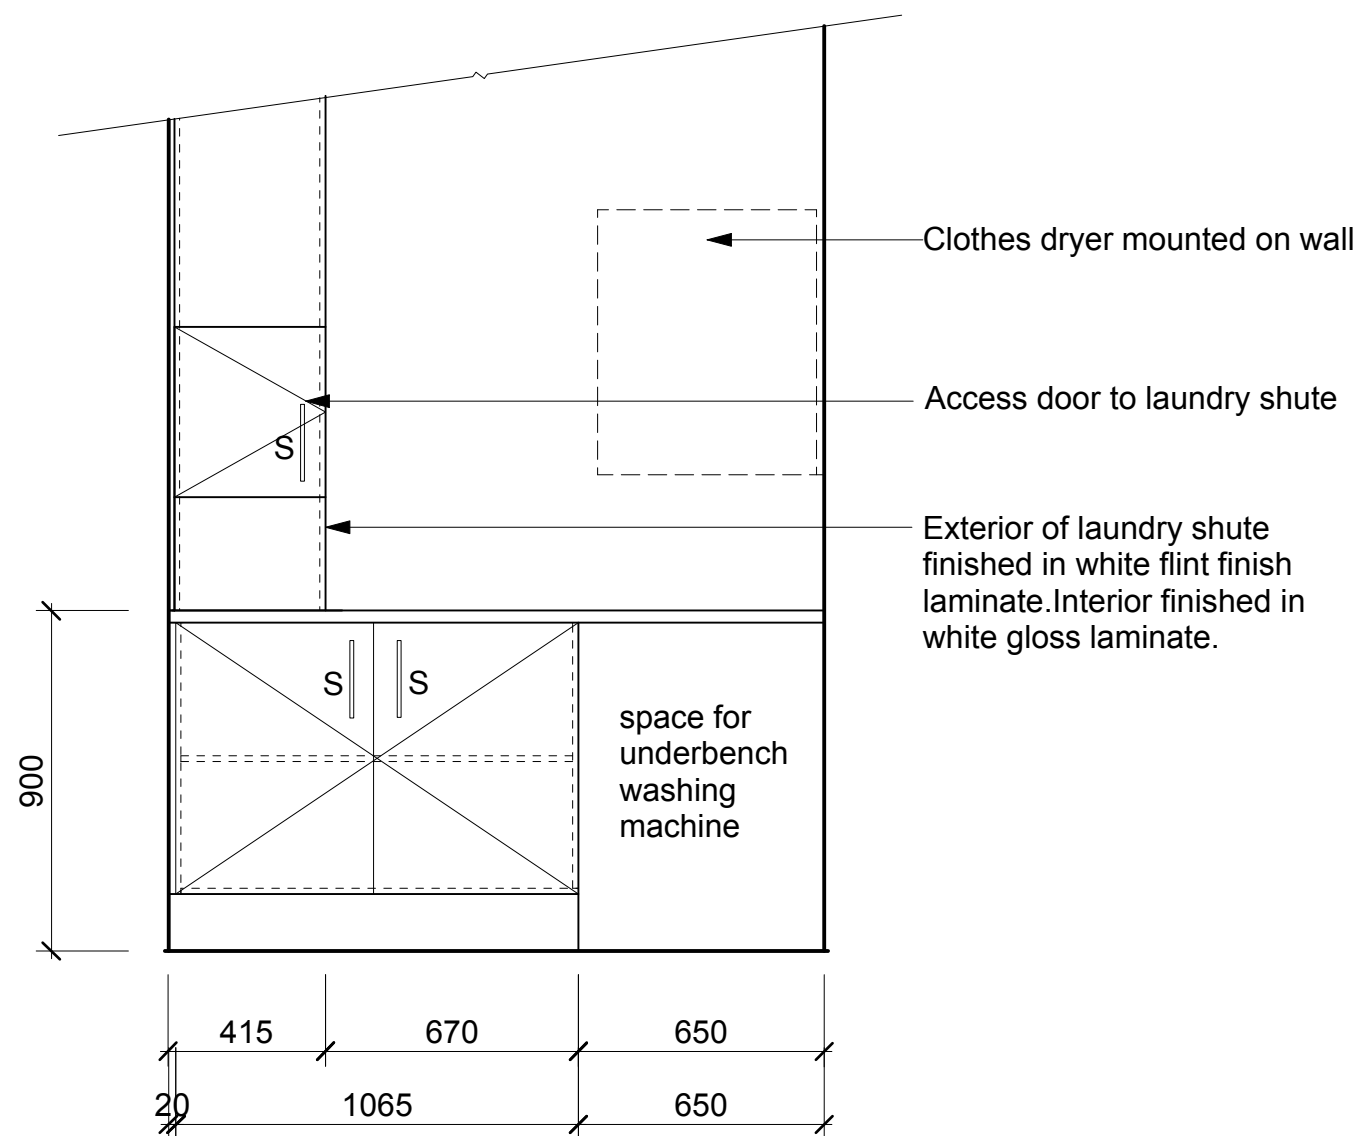 Clothes dryer mounted on wall
Access door to laundry shute
S
Exterior of laundry shute
finished in white flint finish
laminate.Interior finished in
white gloss laminate.
S
S
space for
underbench
washing
machine
900
415
670
650
20
1065
650